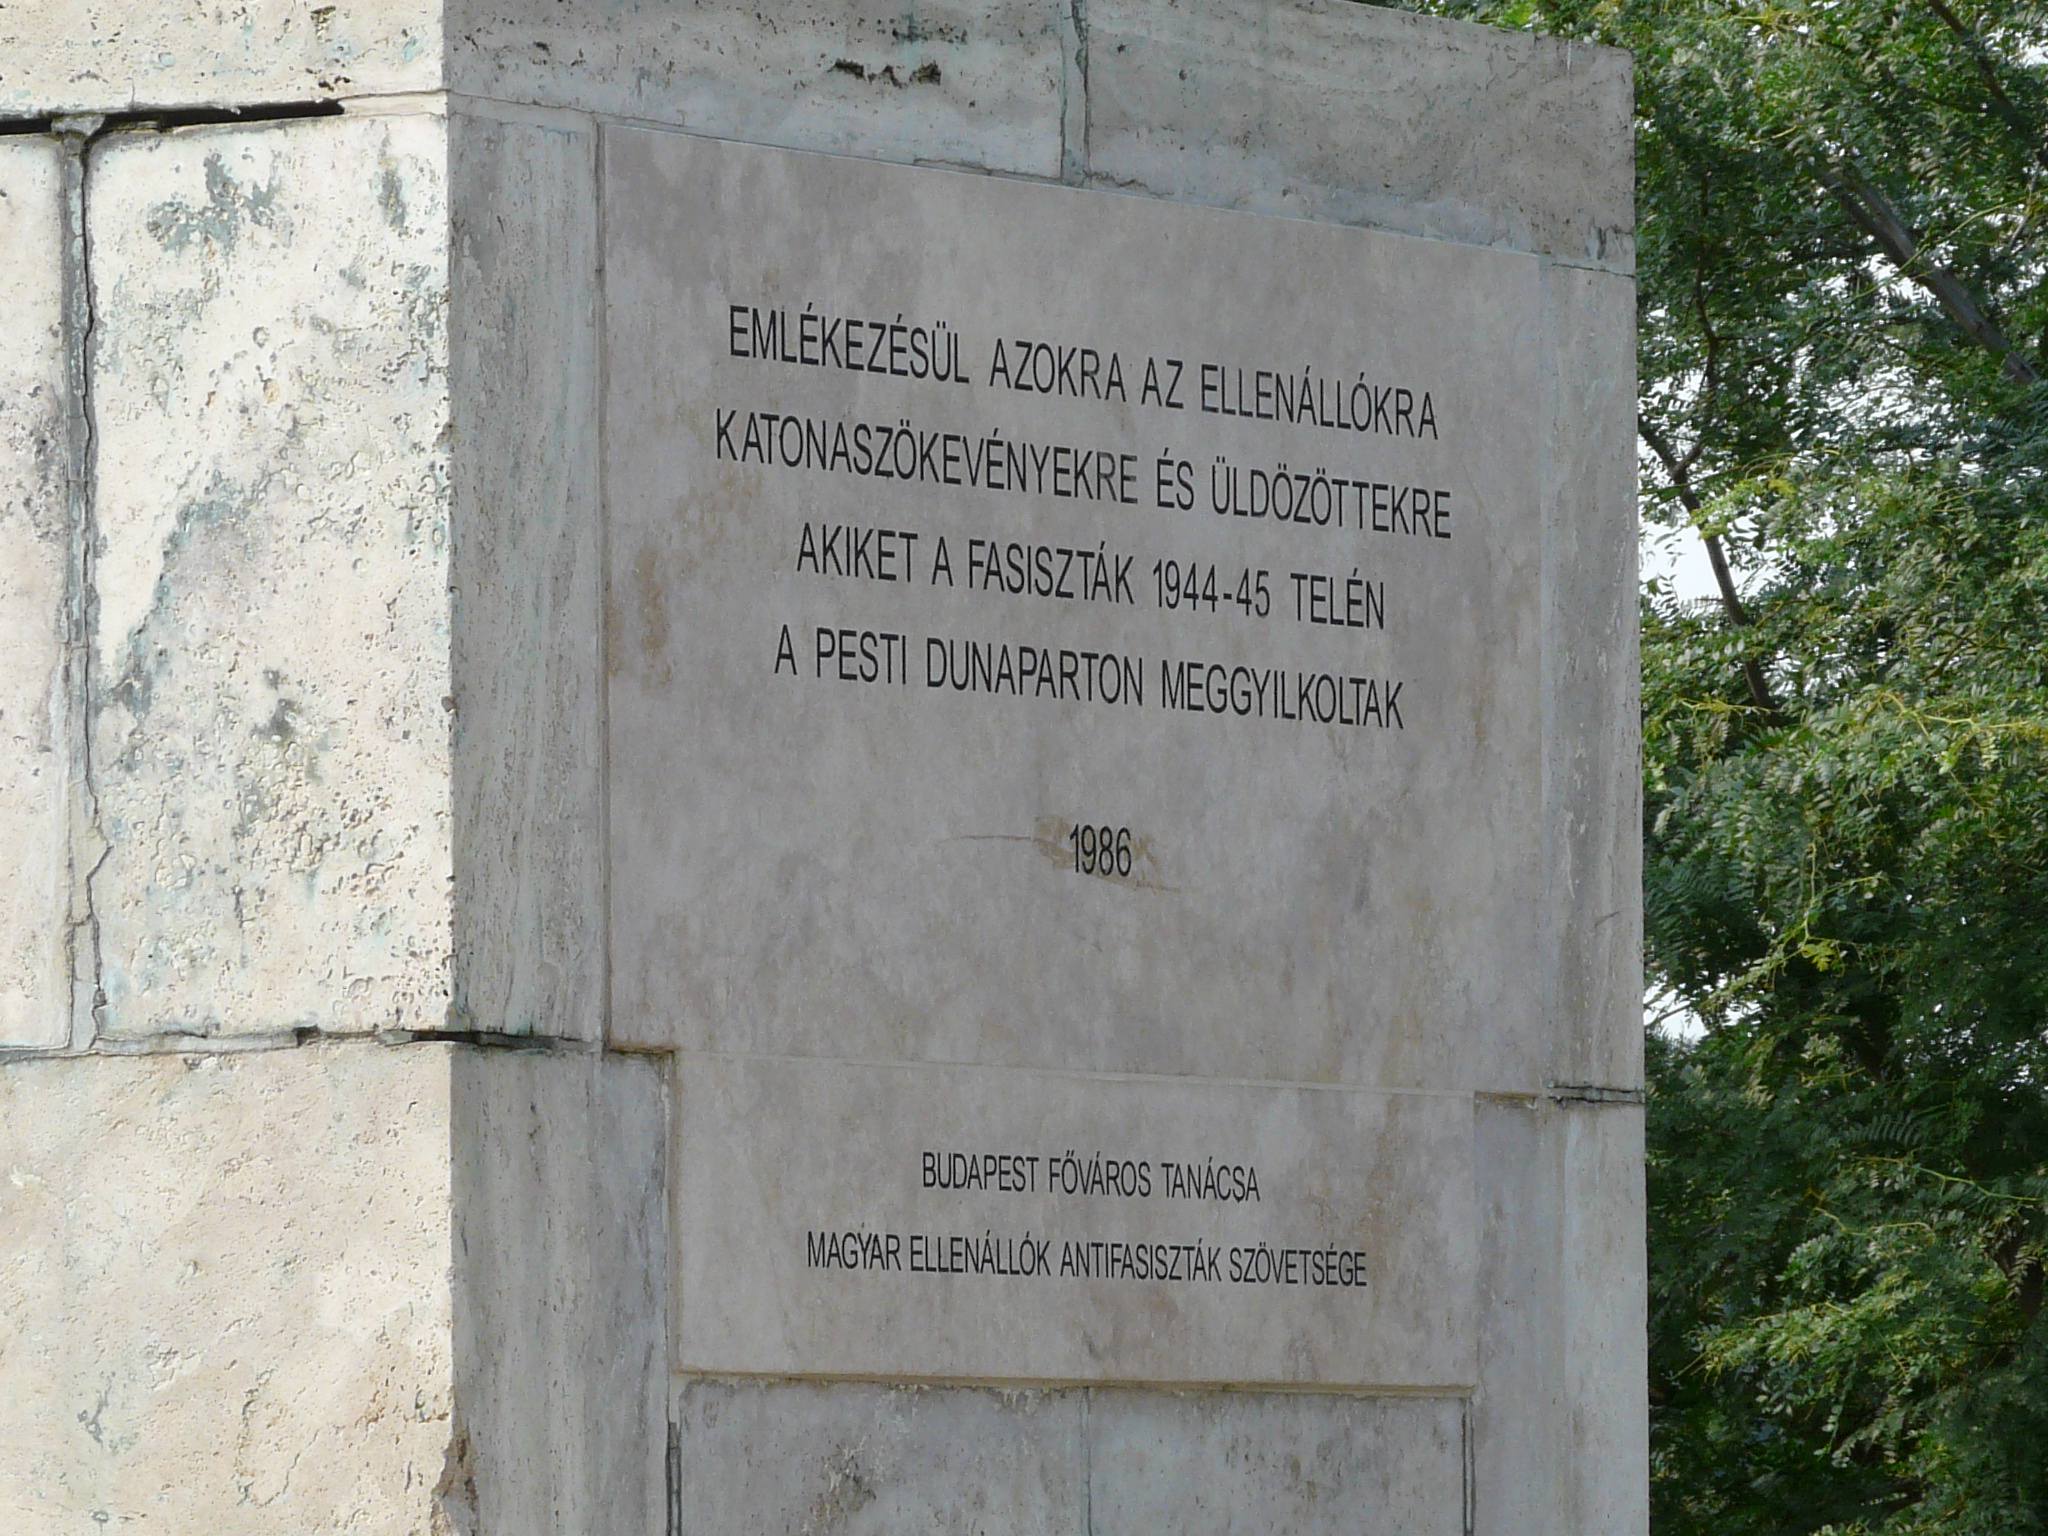 EMLÉKEZÉSÜL AZOKRA AZ ELLENÁLLÓKRA
KATONASZÖKEVÉNYEKRE ÉS ÜLDÖZÖTTEKRE
AKIKET A FASISZTÁK 1944-45 TELÉN
A PESTI DUNAPARTON MEGGYILKOLTAK
1986
BUDAPEST FŐVÁROS TANÁCSA
MAGYAR ELLENÁLLÓK ANTIFASISZTÁK SZÖVETSÉGE